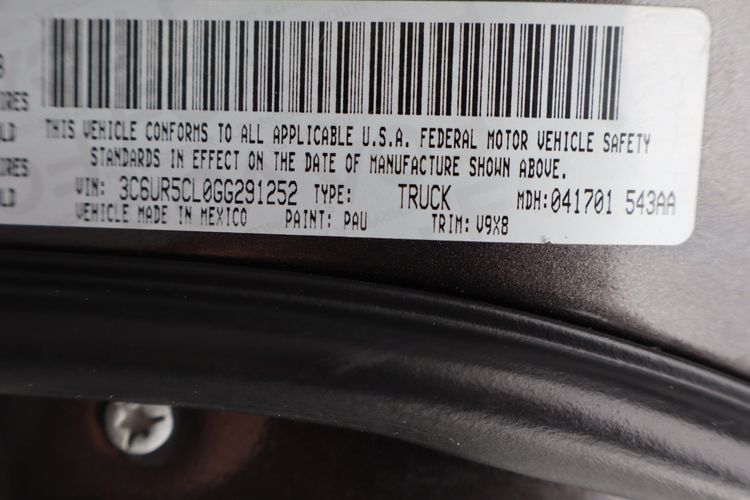 THIS VEHICLE CONFORMS TO ALL APPLICABLE U.S.A. FEDERAL MOTOR VEHICLE SAFETY
STANDARDS IN EFFECT ON THE DATE OF MANUFACTURE SHOWN ABOVE.
VIN: 3C6UR5CL0GG291252 TYPE: TRUCK MDH:041701 543AA
VEHICLE MADE IN MEXICO PAINT: PAU TRIM: V9X8